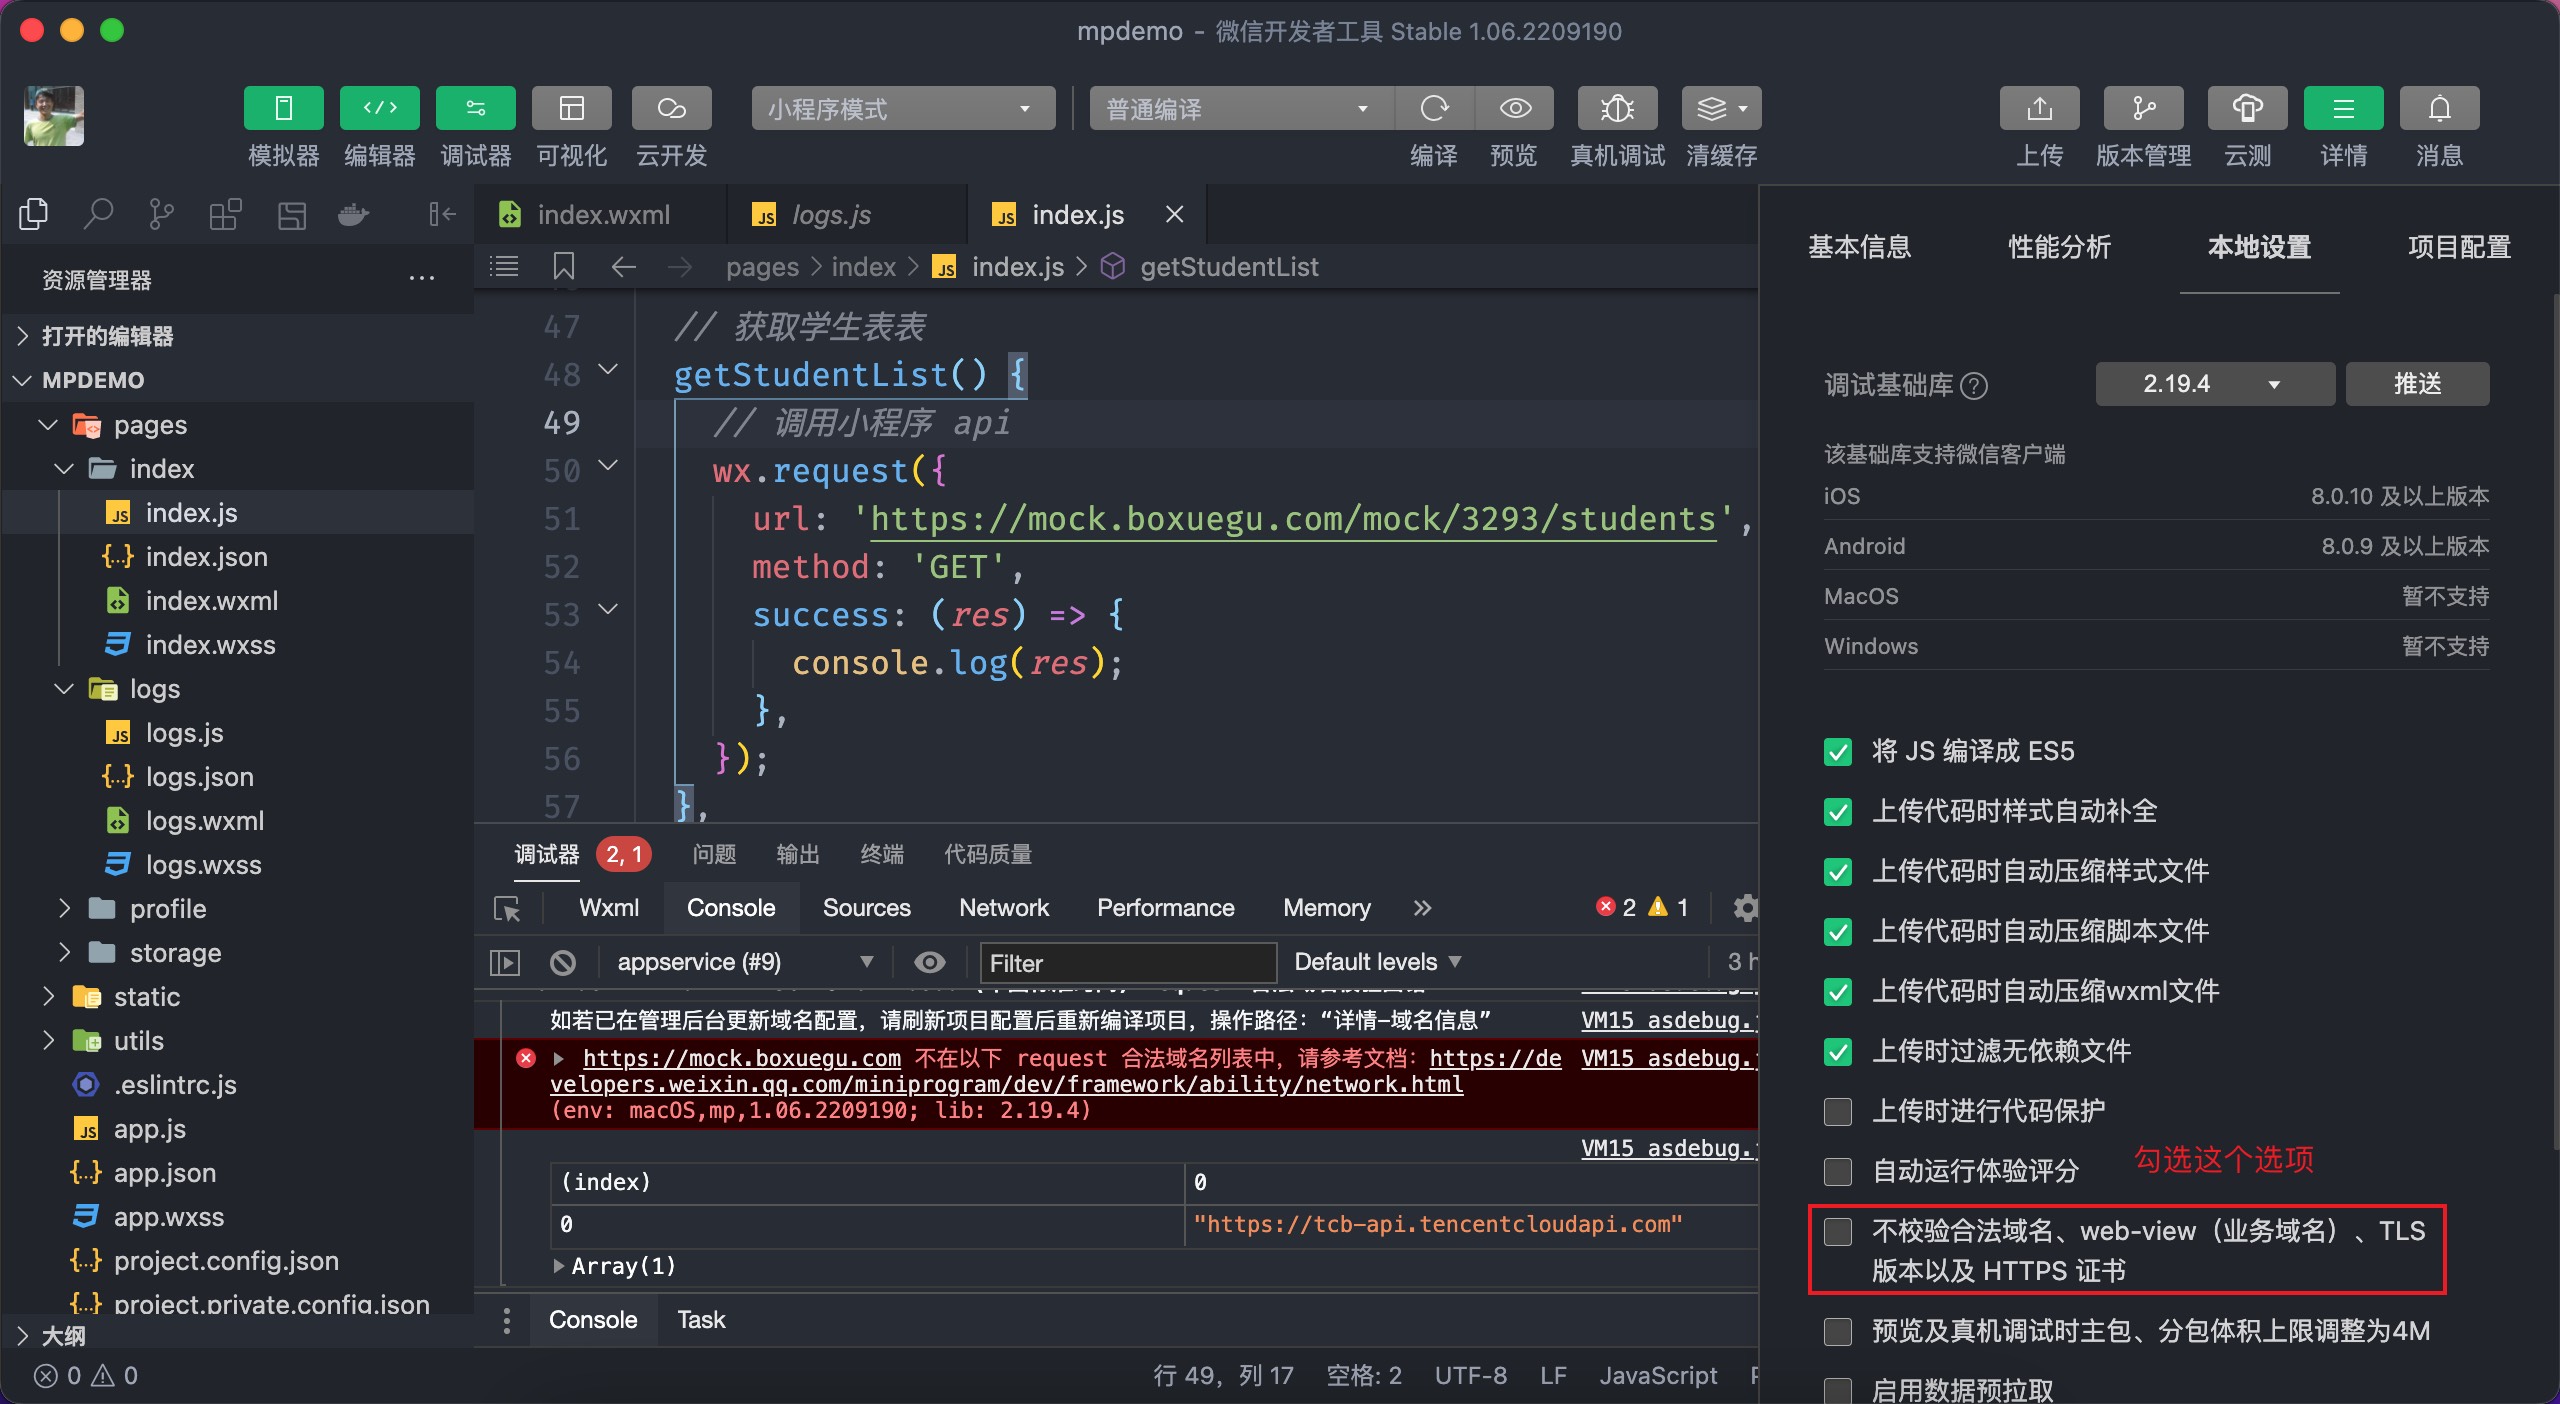 mpdemo - 微信开发者工具 Stable 1.06.2209190
模拟器 编辑器 调试器 可视化 云开发
小程序模式
普通编译
编译 预览 真机调试 清缓存
上传 版本管理 云测 详情 消息
资源管理器
打开的编辑器
MPDEMO
pages
index
JS index.js
{..} index.json
index.wxml
index.wxss
logs
JS logs.js
{..} logs.json
logs.wxml
logs.wxss
profile
storage
static
utils
.eslintrc.js
JS app.js
{..} app.json
app.wxss
{..} project.config.json
{..} project.private.config.json
大纲
0 0
index.wxml JS logs.js JS index.js
pages > index > JS index.js > getStudentList
47 // 获取学生表表
48 getStudentList() {
49 // 调用小程序 api
50 wx.request({
51 url: 'https://mock.boxuegu.com/mock/3293/students',
52 method: 'GET',
53 success: (res) => {
54 console.log(res);
55 },
56 });
57 },
调试器 2, 1 问题 输出 终端 代码质量
Wxml Console Sources Network Performance Memory 2 1
appservice (#9) Filter Default levels 3 h
如若已在管理后台更新域名配置，请刷新项目配置后重新编译项目，操作路径：“详情-域名信息” VM15 asdebug.
https://mock.boxuegu.com 不在以下 request 合法域名列表中，请参考文档：https://de VM15 asdebug.
velopers.weixin.qq.com/miniprogram/dev/framework/ability/network.html
(env: macOS,mp,1.06.2209190; lib: 2.19.4)
VM15 asdebug.
(index) 0
0 "https://tcb-api.tencentcloudapi.com"
Array(1)
Console Task
行 49，列 17 空格: 2 UTF-8 LF JavaScript
基本信息 性能分析 本地设置 项目配置
调试基础库 ? 2.19.4 推送
该基础库支持微信客户端
iOS 8.0.10 及以上版本
Android 8.0.9 及以上版本
MacOS 暂不支持
Windows 暂不支持
将 JS 编译成 ES5
上传代码时样式自动补全
上传代码时自动压缩样式文件
上传代码时自动压缩脚本文件
上传代码时自动压缩wxml文件
上传时过滤无依赖文件
上传时进行代码保护
自动运行体验评分
勾选这个选项
不校验合法域名、web-view（业务域名）、TLS
版本以及 HTTPS 证书
预览及真机调试时主包、分包体积上限调整为4M
启用数据预拉取